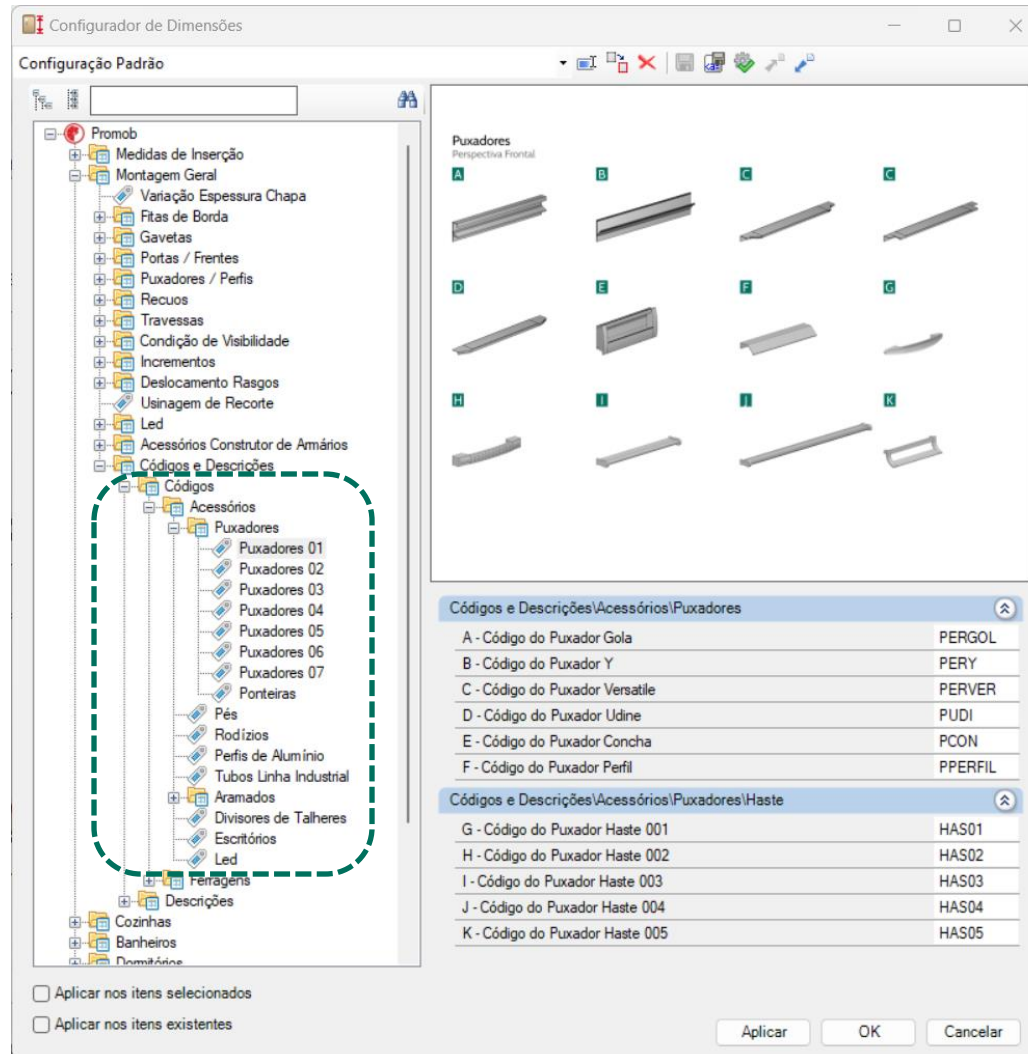 Configurador de Dimensões
Configuração Padrão
Promob
Medidas de Inserção
Montagem Geral
Variação Espessura Chapa
Fitas de Borda
Gavetas
Portas / Frentes
Puxadores / Perfis
Recuos
Travessas
Condição de Visibilidade
Incrementos
Deslocamento Rasgos
Usinagem de Recorte
Led
Acessórios Construtor de Armários
Códigos e Descrições
Códigos
Acessórios
Puxadores
Puxadores 01
Puxadores 02
Puxadores 03
Puxadores 04
Puxadores 05
Puxadores 06
Puxadores 07
Ponteiras
Pés
Rodízios
Perfis de Alumínio
Tubos Linha Industrial
Aramados
Divisores de Talheres
Escritórios
Led
Ferragens
Descrições
Cozinhas
Banheiros
Dormitórios
Puxadores
Perspectiva Frontal
A B C C
D E F G
H I J K
Códigos e Descrições\Acessórios\Puxadores
A - Código do Puxador Gola PERGOL
B - Código do Puxador Y PERY
C - Código do Puxador Versatile PERVER
D - Código do Puxador Udine PUDI
E - Código do Puxador Concha PCON
F - Código do Puxador Perfil PPERFIL
Códigos e Descrições\Acessórios\Puxadores\Haste
G - Código do Puxador Haste 001 HAS01
H - Código do Puxador Haste 002 HAS02
I - Código do Puxador Haste 003 HAS03
J - Código do Puxador Haste 004 HAS04
K - Código do Puxador Haste 005 HAS05
Aplicar nos itens selecionados
Aplicar nos itens existentes
Aplicar OK Cancelar